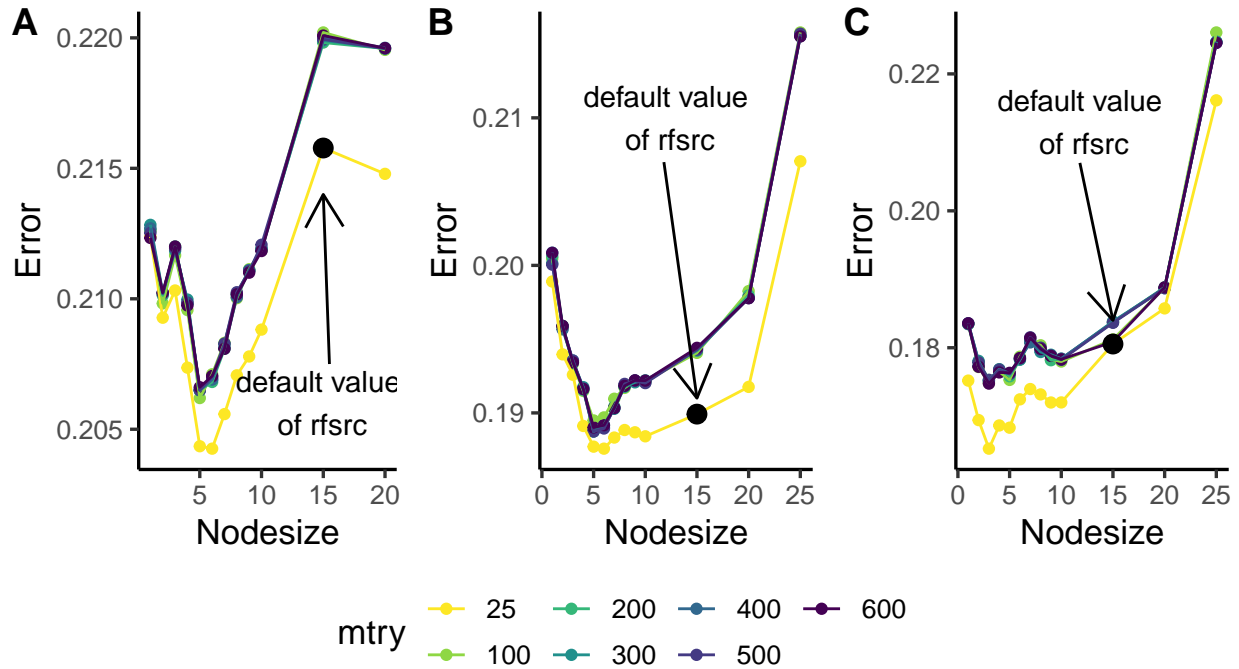 A
B
C
0.220
0.215
0.210
0.205
Error
default value
of rfsrc
5
10
15
20
Nodesize
0.21
0.20
0.19
Error
default value
of rfsrc
0
5
10
15
20
25
Nodesize
0.22
0.20
0.18
Error
default value
of rfsrc
0
5
10
15
20
25
Nodesize
mtry
25
200
400
600
100
300
500